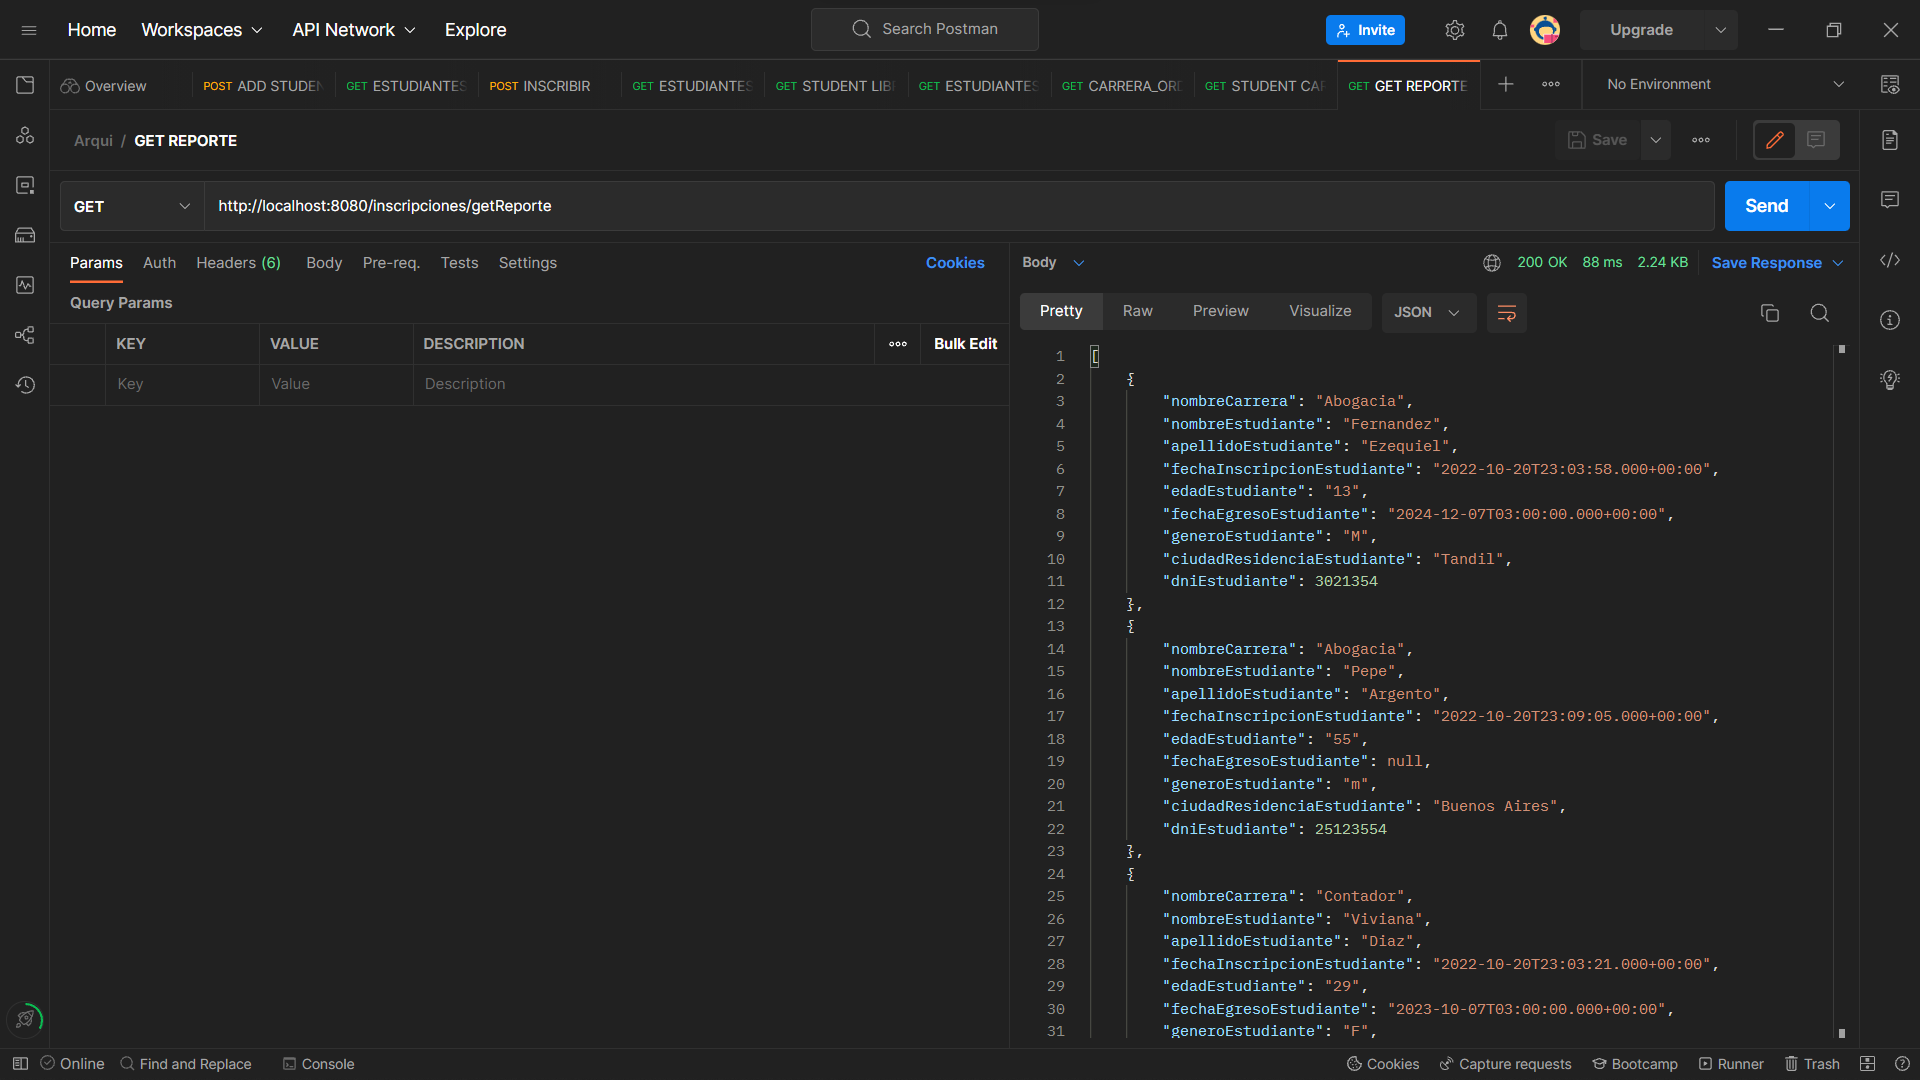 Home Workspaces API Network Explore Search Postman Invite Upgrade
Overview POST ADD STUDEN GET ESTUDIANTES POST INSCRIBIR GET ESTUDIANTES GET STUDENT LIB GET ESTUDIANTES GET CARRERA_ORD GET STUDENT CAR GET GET REPORTE No Environment
Arqui / GET REPORTE Save
GET http://localhost:8080/inscripciones/getReporte Send
Params Auth Headers (6) Body Pre-req. Tests Settings Cookies
Query Params
KEY VALUE DESCRIPTION Bulk Edit
Key Value Description
Body 200 OK 88 ms 2.24 KB Save Response
Pretty Raw Preview Visualize JSON
1 [
2 {
3 "nombreCarrera": "Abogacia",
4 "nombreEstudiante": "Fernandez",
5 "apellidoEstudiante": "Ezequiel",
6 "fechaInscripcionEstudiante": "2022-10-20T23:03:58.000+00:00",
7 "edadEstudiante": "13",
8 "fechaEgresoEstudiante": "2024-12-07T03:00:00.000+00:00",
9 "generoEstudiante": "M",
10 "ciudadResidenciaEstudiante": "Tandil",
11 "dniEstudiante": 3021354
12 },
13 {
14 "nombreCarrera": "Abogacia",
15 "nombreEstudiante": "Pepe",
16 "apellidoEstudiante": "Argento",
17 "fechaInscripcionEstudiante": "2022-10-20T23:09:05.000+00:00",
18 "edadEstudiante": "55",
19 "fechaEgresoEstudiante": null,
20 "generoEstudiante": "m",
21 "ciudadResidenciaEstudiante": "Buenos Aires",
22 "dniEstudiante": 25123554
23 },
24 {
25 "nombreCarrera": "Contador",
26 "nombreEstudiante": "Viviana",
27 "apellidoEstudiante": "Diaz",
28 "fechaInscripcionEstudiante": "2022-10-20T23:03:21.000+00:00",
29 "edadEstudiante": "29",
30 "fechaEgresoEstudiante": "2023-10-07T03:00:00.000+00:00",
31 "generoEstudiante": "F",
Online Find and Replace Console Cookies Capture requests Bootcamp Runner Trash